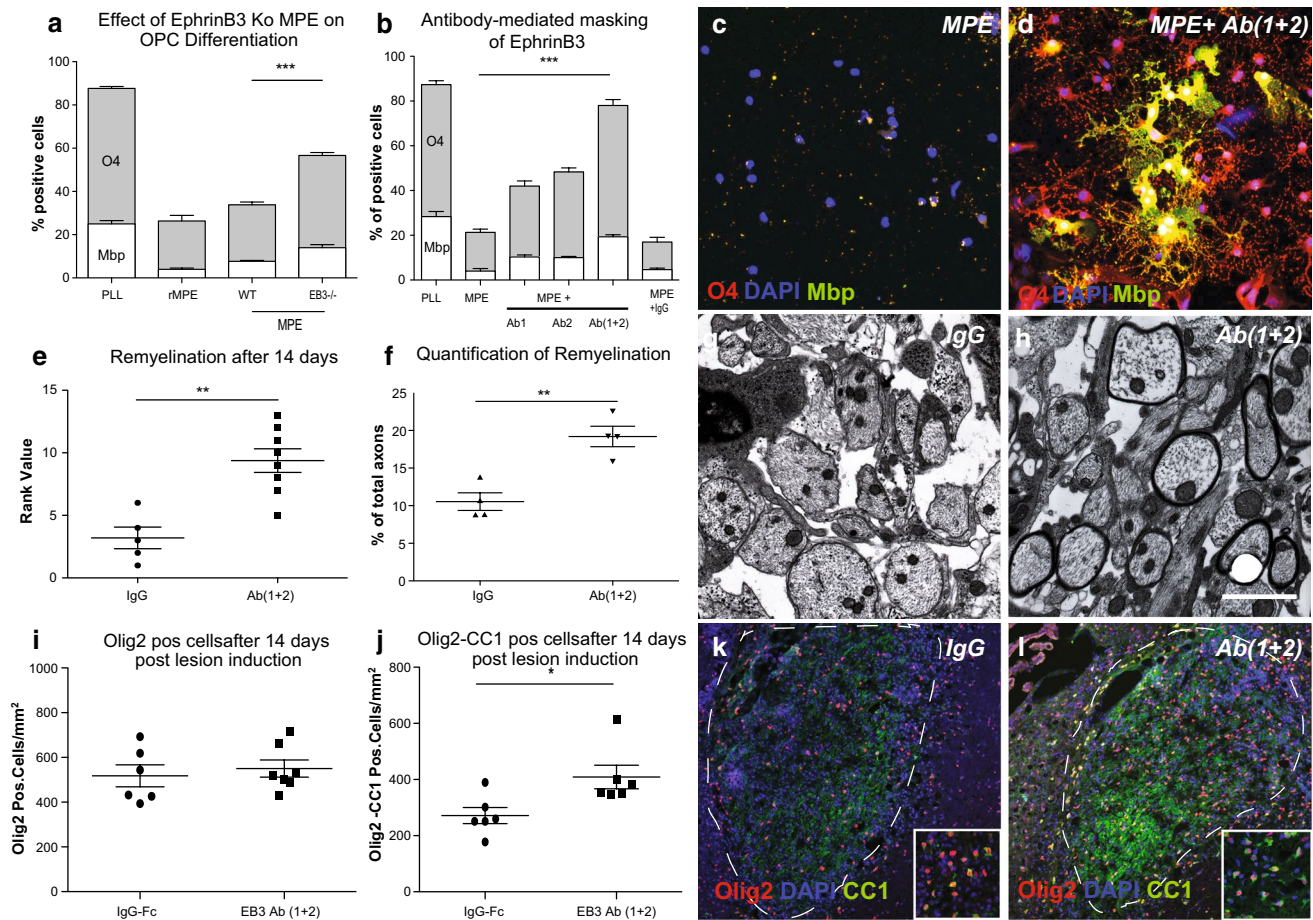 a
Effect of EphrinB3 Ko MPE on
OPC Differentiation
% positive cells
100
80
60
40
20
0
***
O4
Mbp
PLL
rMPE
WT
EB3-/-
MPE
b
Antibody-mediated masking
of EphrinB3
% of positive cells
100
80
60
40
20
0
***
O4
Mbp
PLL
MPE
MPE +
MPE
+IgG
Ab1
Ab2
Ab(1+2)
c
MPE
O4 DAPI Mbp
d
MPE+ Ab(1+2)
O4 DAPI Mbp
e
Remyelination after 14 days
Rank Value
15
10
5
0
**
IgG
Ab(1+2)
f
Quantification of Remyelination
% of total axons
25
20
15
10
5
0
**
IgG
Ab(1+2)
g
IgG
h
Ab(1+2)
i
Olig2 pos cellsafter 14 days
post lesion induction
Olig2 Pos.Cells/mm²
1000
800
600
400
200
0
IgG-Fc
EB3 Ab (1+2)
j
Olig2-CC1 pos cellsafter 14 days
post lesion induction
Olig2 -CC1 Pos.Cells/mm²
800
600
400
200
0
*
IgG-Fc
EB3 Ab (1+2)
k
IgG
Olig2 DAPI CC1
l
Ab(1+2)
Olig2 DAPI CC1